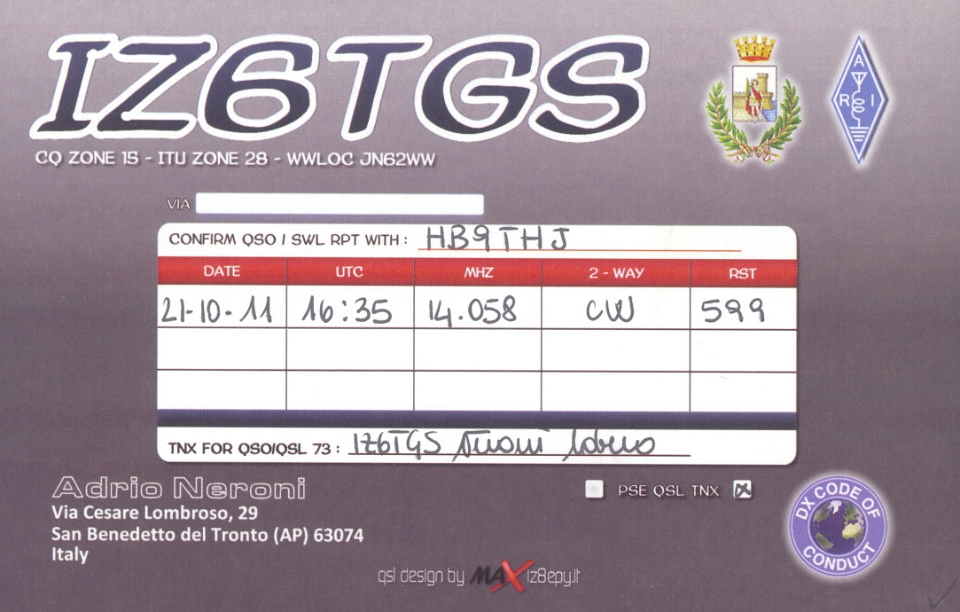 IZ6TGS
CQ ZONE 15 - ITU ZONE 28 - WWLOC JN62WW
A
R I
VIA
CONFIRM QSO / SWL RPT WITH : HB9THJ
DATE UTC MHZ 2 - WAY RST
21-10-11 16:35 14.058 CW 599
TNX FOR QSO/QSL 73 : IZ6TGS Neroni
Adrio Neroni
Via Cesare Lombroso, 29
San Benedetto del Tronto (AP) 63074
Italy
PSE QSL TNX
DX CODE OF
CONDUCT
qsl design by MAX iz8epy.it